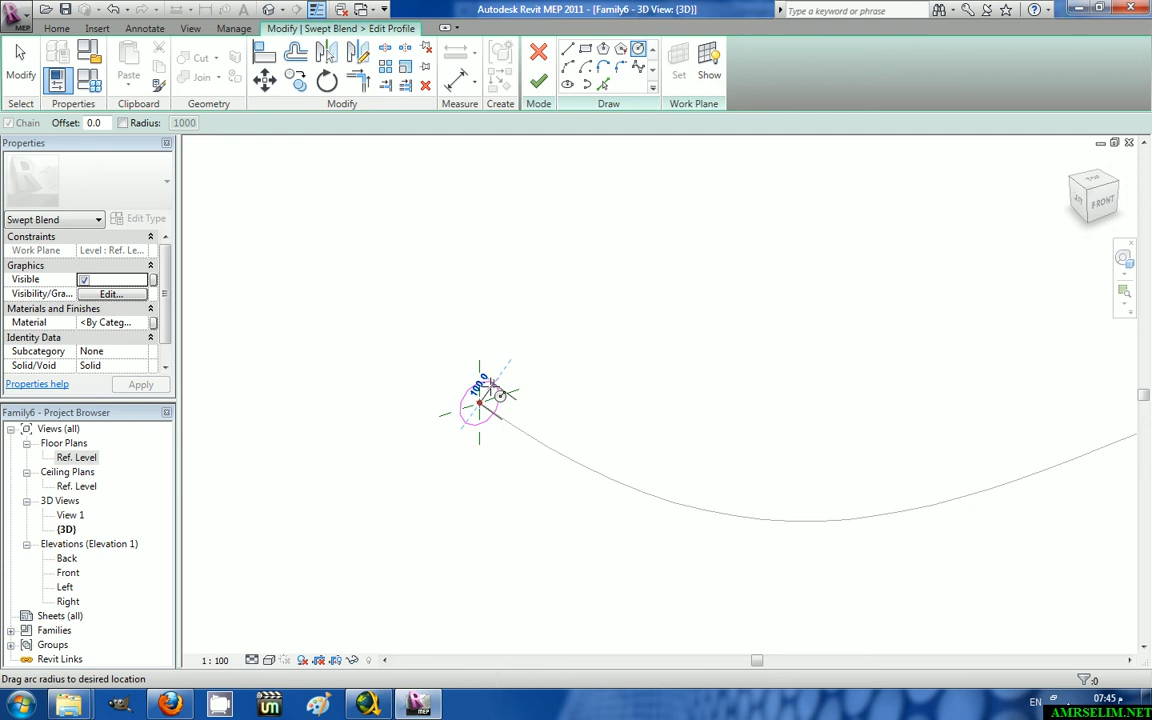 Autodesk Revit MEP 2011 - [Family6 - 3D View: {3D}]
Type a keyword or phrase
Home Insert Annotate View Manage Modify | Swept Blend > Edit Profile
Modify
Paste
Cut
Join
Set Show
Select Properties Clipboard Geometry Modify Measure Create Mode Draw Work Plane
Chain Offset: 0.0 Radius: 1000
Properties
Swept Blend Edit Type
Constraints
Work Plane Level : Ref. Le...
Graphics
Visible
Visibility/Gra... Edit...
Materials and Finishes
Material <By Categ...
Identity Data
Subcategory None
Solid/Void Solid
Properties help Apply
Family6 - Project Browser
Views (all)
Floor Plans
Ref. Level
Ceiling Plans
Ref. Level
3D Views
View 1
{3D}
Elevations (Elevation 1)
Back
Front
Left
Right
Sheets (all)
Families
Groups
Revit Links
100.0
TOP
FRONT
1 : 100
Drag arc radius to desired location
:0
EN
07:45 م
AMRSELIM.NET